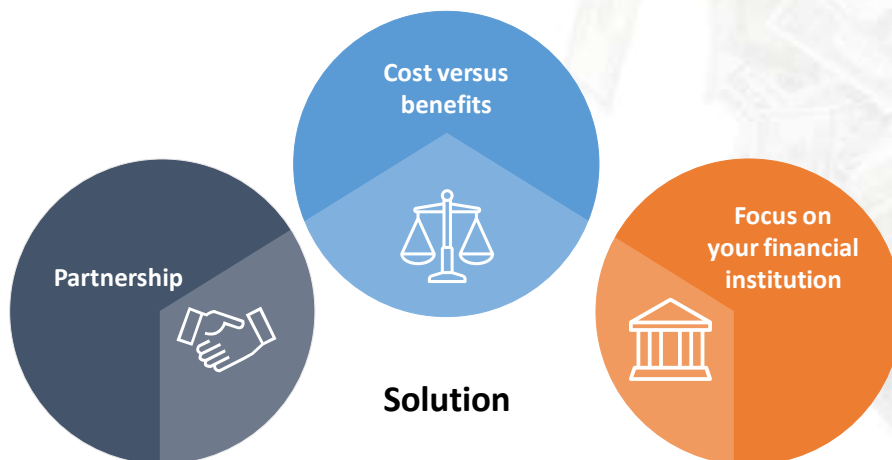 Cost versus
benefits
Partnership
Focus on
your financial
institution
Solution